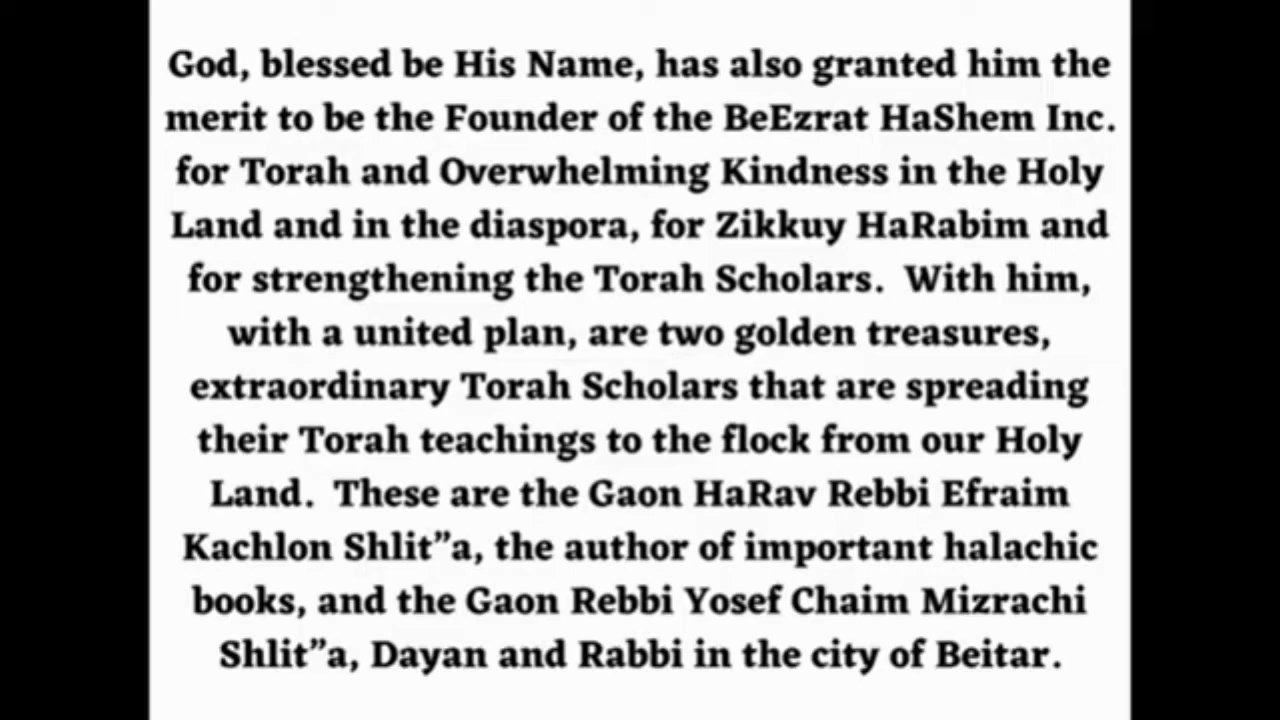 God, blessed be His Name, has also granted him the
merit to be the Founder of the BeEzrat HaShem Inc.
for Torah and Overwhelming Kindness in the Holy
Land and in the diaspora, for Zikkuy HaRabim and
for strengthening the Torah Scholars.  With him,
with a united plan, are two golden treasures,
extraordinary Torah Scholars that are spreading
their Torah teachings to the flock from our Holy
Land.  These are the Gaon HaRav Rebbi Efraim
Kachlon Shlit”a, the author of important halachic
books, and the Gaon Rebbi Yosef Chaim Mizrachi
Shlit”a, Dayan and Rabbi in the city of Beitar.